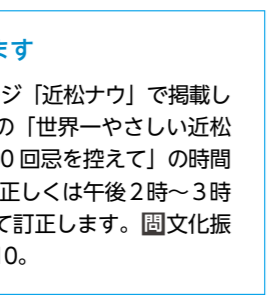 ます
ジ「近松ナウ」で掲載し
の「世界一やさしい近松
0 回忌を控えて」の時間
正しくは午後２時～３時
て訂正します。問文化振
10。